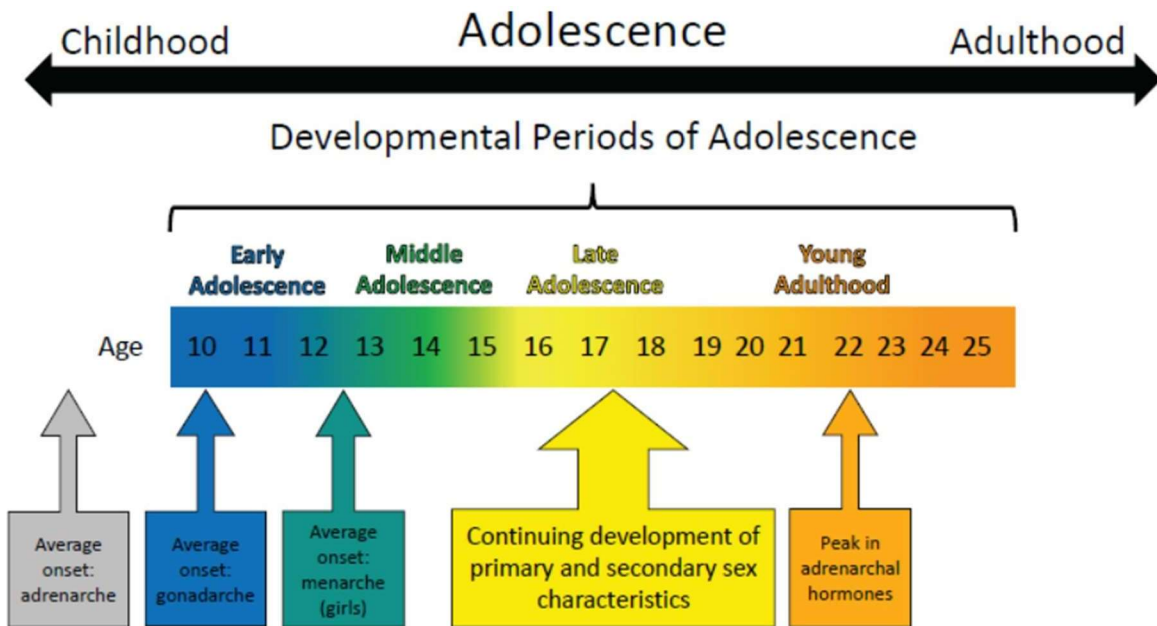 Childhood Adolescence Adulthood
Developmental Periods of Adolescence
Early
Adolescence
Middle
Adolescence
Late
Adolescence
Young
Adulthood
Age 10 11 12 13 14 15 16 17 18 19 20 21 22 23 24 25
Average
onset:
adrenarche
Average
onset:
gonadarche
Average
onset:
menarche
(girls)
Continuing development of
primary and secondary sex
characteristics
Peak in
adrenarchal
hormones